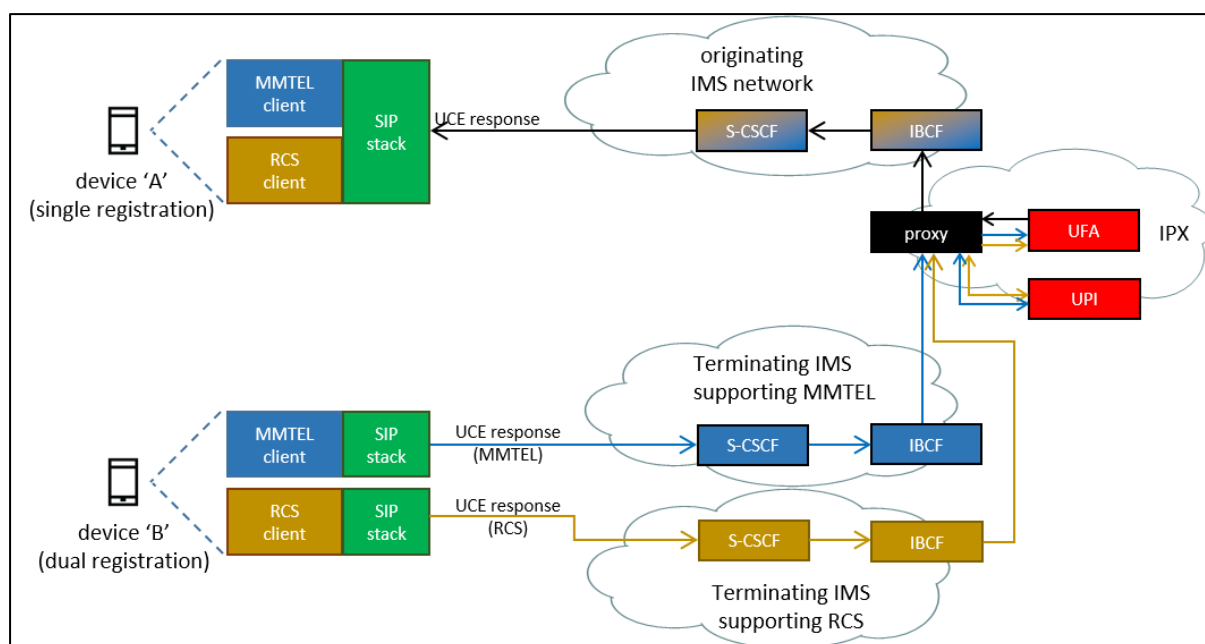 originating
IMS network
MMTEL
client
SIP
stack
RCS
client
UCE response
S-CSCF
IBCF
device ‘A’
(single registration)
proxy
UFA
IPX
UPI
Terminating IMS
supporting MMTEL
MMTEL
client
SIP
stack
UCE response
(MMTEL)
S-CSCF
IBCF
RCS
client
SIP
stack
UCE response
(RCS)
S-CSCF
IBCF
device ‘B’
(dual registration)
Terminating IMS
supporting RCS